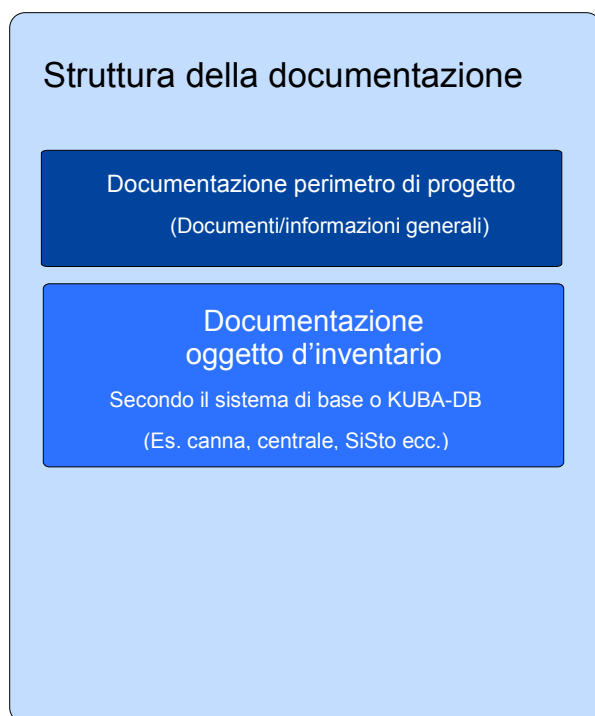 Struttura della documentazione
Documentazione perimetro di progetto
(Documenti/informazioni generali)
Documentazione
oggetto d’inventario
Secondo il sistema di base o KUBA-DB
(Es. canna, centrale, SiSto ecc.)